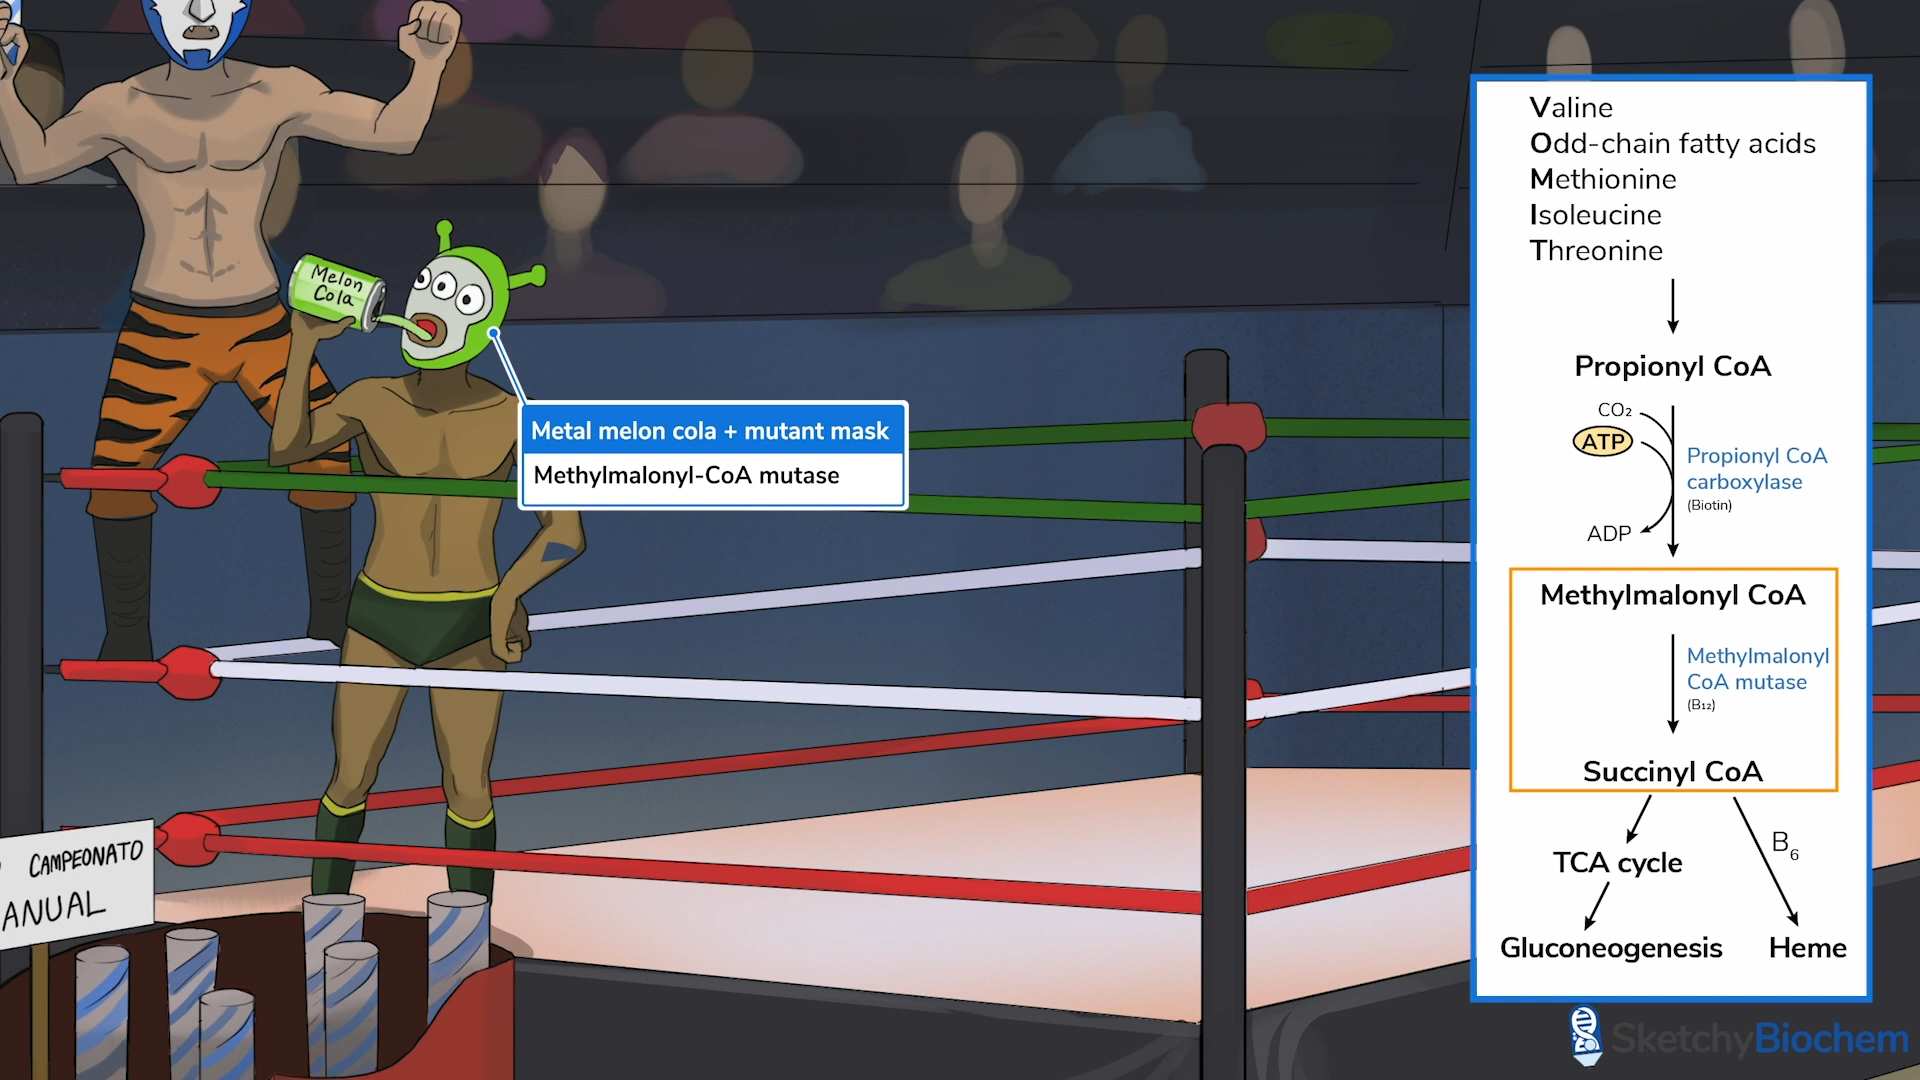 Melon
Cola
Metal melon cola + mutant mask
Methylmalonyl-CoA mutase
CAMPEONATO
ANUAL
Valine
Odd-chain fatty acids
Methionine
Isoleucine
Threonine
Propionyl CoA
CO₂
ATP
Propionyl CoA
carboxylase
(Biotin)
ADP
Methylmalonyl CoA
Methylmalonyl
CoA mutase
(B₁₂)
Succinyl CoA
TCA cycle
B₆
Gluconeogenesis
Heme
SketchyBiochem